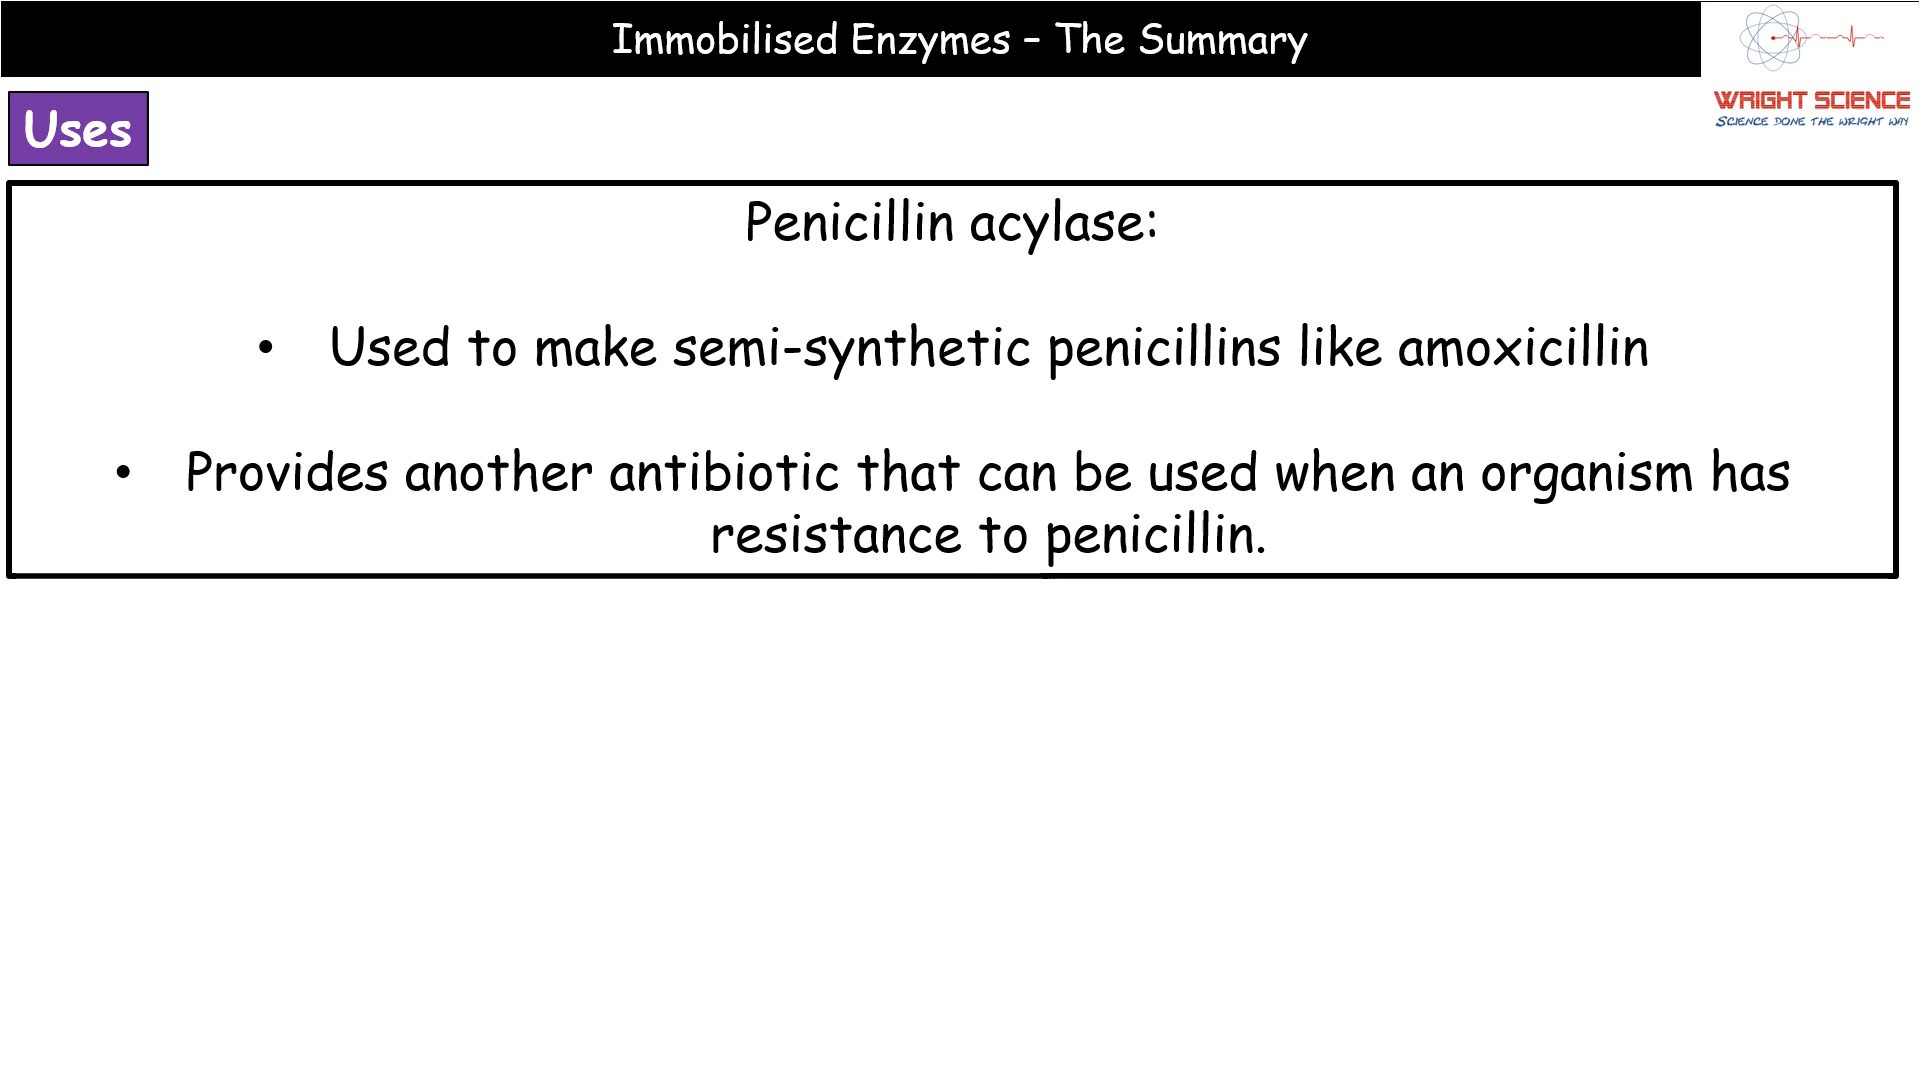 Immobilised Enzymes – The Summary
WRIGHT SCIENCE
SCIENCE DONE THE WRIGHT WAY
Uses
Penicillin acylase:
• Used to make semi-synthetic penicillins like amoxicillin
• Provides another antibiotic that can be used when an organism has
resistance to penicillin.